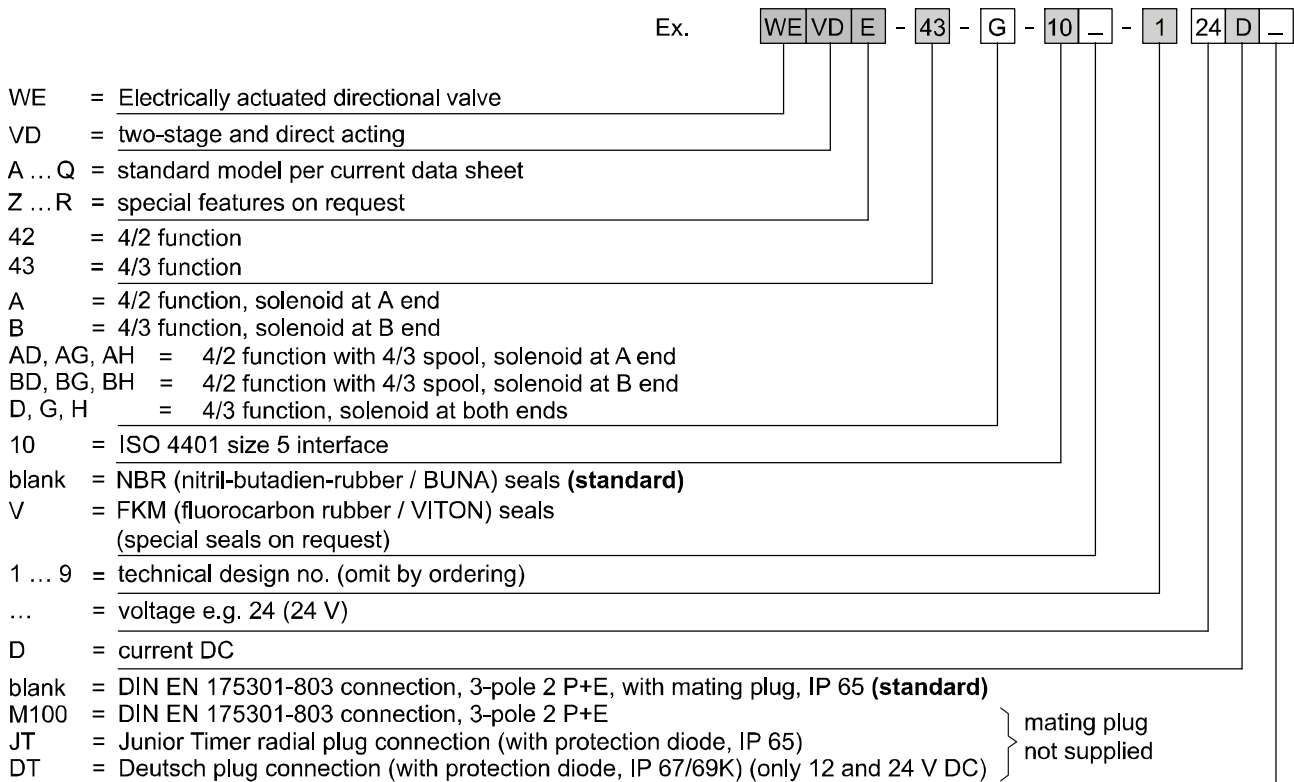 Ex. WE VD E - 43 - G - 10 _ - 1 24 D _
WE = Electrically actuated directional valve
VD = two-stage and direct acting
A ... Q = standard model per current data sheet
Z ... R = special features on request
42 = 4/2 function
43 = 4/3 function
A = 4/2 function, solenoid at A end
B = 4/3 function, solenoid at B end
AD, AG, AH = 4/2 function with 4/3 spool, solenoid at A end
BD, BG, BH = 4/2 function with 4/3 spool, solenoid at B end
D, G, H = 4/3 function, solenoid at both ends
10 = ISO 4401 size 5 interface
blank = NBR (nitril-butadien-rubber / BUNA) seals (standard)
V = FKM (fluorocarbon rubber / VITON) seals
(special seals on request)
1 ... 9 = technical design no. (omit by ordering)
... = voltage e.g. 24 (24 V)
D = current DC
blank = DIN EN 175301-803 connection, 3-pole 2 P+E, with mating plug, IP 65 (standard)
M100 = DIN EN 175301-803 connection, 3-pole 2 P+E
JT = Junior Timer radial plug connection (with protection diode, IP 65)
DT = Deutsch plug connection (with protection diode, IP 67/69K) (only 12 and 24 V DC)
mating plug
not supplied